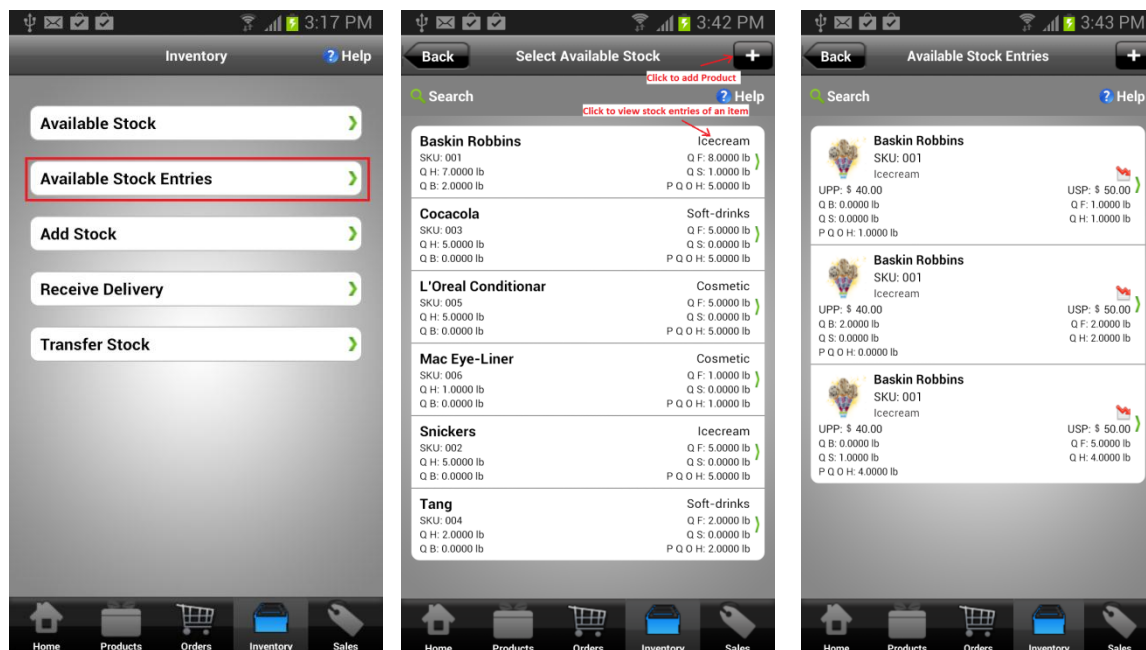 3:17 PM
Inventory
? Help
Available Stock
Available Stock Entries
Add Stock
Receive Delivery
Transfer Stock
Home Products Orders Inventory Sales
3:42 PM
Back Select Available Stock +
Click to add Product
Search ? Help
Click to view stock entries of an item
Baskin Robbins Icecream
SKU: 001 Q F: 8.0000 lb
Q H: 7.0000 lb Q S: 1.0000 lb
Q B: 2.0000 lb P Q O H: 5.0000 lb
Cocacola Soft-drinks
SKU: 003 Q F: 5.0000 lb
Q H: 5.0000 lb Q S: 0.0000 lb
Q B: 0.0000 lb P Q O H: 5.0000 lb
L'Oreal Conditionar Cosmetic
SKU: 005 Q F: 5.0000 lb
Q H: 5.0000 lb Q S: 0.0000 lb
Q B: 0.0000 lb P Q O H: 5.0000 lb
Mac Eye-Liner Cosmetic
SKU: 006 Q F: 1.0000 lb
Q H: 1.0000 lb Q S: 0.0000 lb
Q B: 0.0000 lb P Q O H: 1.0000 lb
Snickers Icecream
SKU: 002 Q F: 5.0000 lb
Q H: 5.0000 lb Q S: 0.0000 lb
Q B: 0.0000 lb P Q O H: 5.0000 lb
Tang Soft-drinks
SKU: 004 Q F: 2.0000 lb
Q H: 2.0000 lb Q S: 0.0000 lb
Q B: 0.0000 lb P Q O H: 2.0000 lb
Home Products Orders Inventory Sales
3:43 PM
Back Available Stock Entries +
Search ? Help
Baskin Robbins
SKU: 001
Icecream
UPP: $ 40.00 USP: $ 50.00
Q B: 0.0000 lb Q F: 1.0000 lb
Q S: 0.0000 lb Q H: 1.0000 lb
P Q O H: 1.0000 lb
Baskin Robbins
SKU: 001
Icecream
UPP: $ 40.00 USP: $ 50.00
Q B: 2.0000 lb Q F: 2.0000 lb
Q S: 0.0000 lb Q H: 2.0000 lb
P Q O H: 0.0000 lb
Baskin Robbins
SKU: 001
Icecream
UPP: $ 40.00 USP: $ 50.00
Q B: 0.0000 lb Q F: 5.0000 lb
Q S: 1.0000 lb Q H: 4.0000 lb
P Q O H: 4.0000 lb
Home Products Orders Inventory Sales